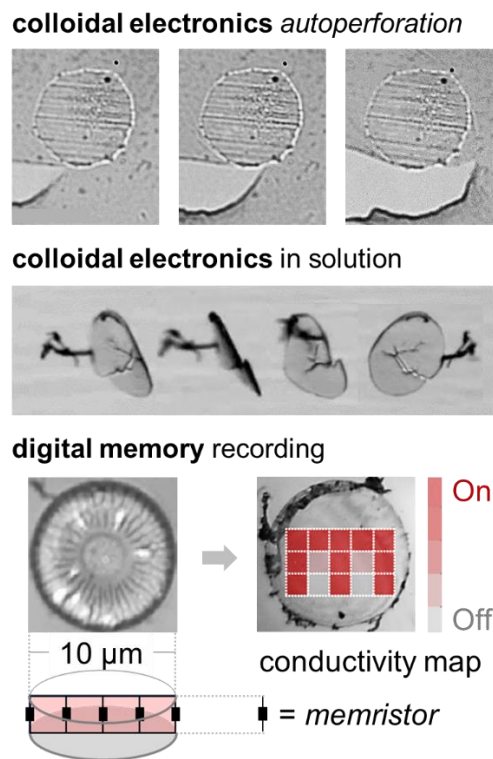 colloidal electronics autoperforation
colloidal electronics in solution
digital memory recording
On
Off
10 µm
conductivity map
= memristor